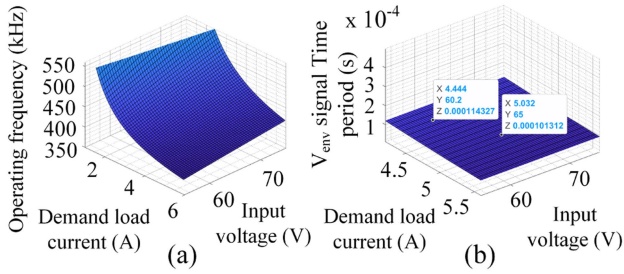 Operating frequency (kHz)
550
500
450
400
350
2
4
6
60
70
Demand load
current (A)
Input
voltage (V)
(a)
x 10⁻⁴
V_env signal Time
period (s)
4
3
2
1
X 4.444
Y 60.2
Z 0.000114327
X 5.032
Y 65
Z 0.000101312
4.5
5
5.5
60
70
Demand load
current (A)
Input
voltage (V)
(b)